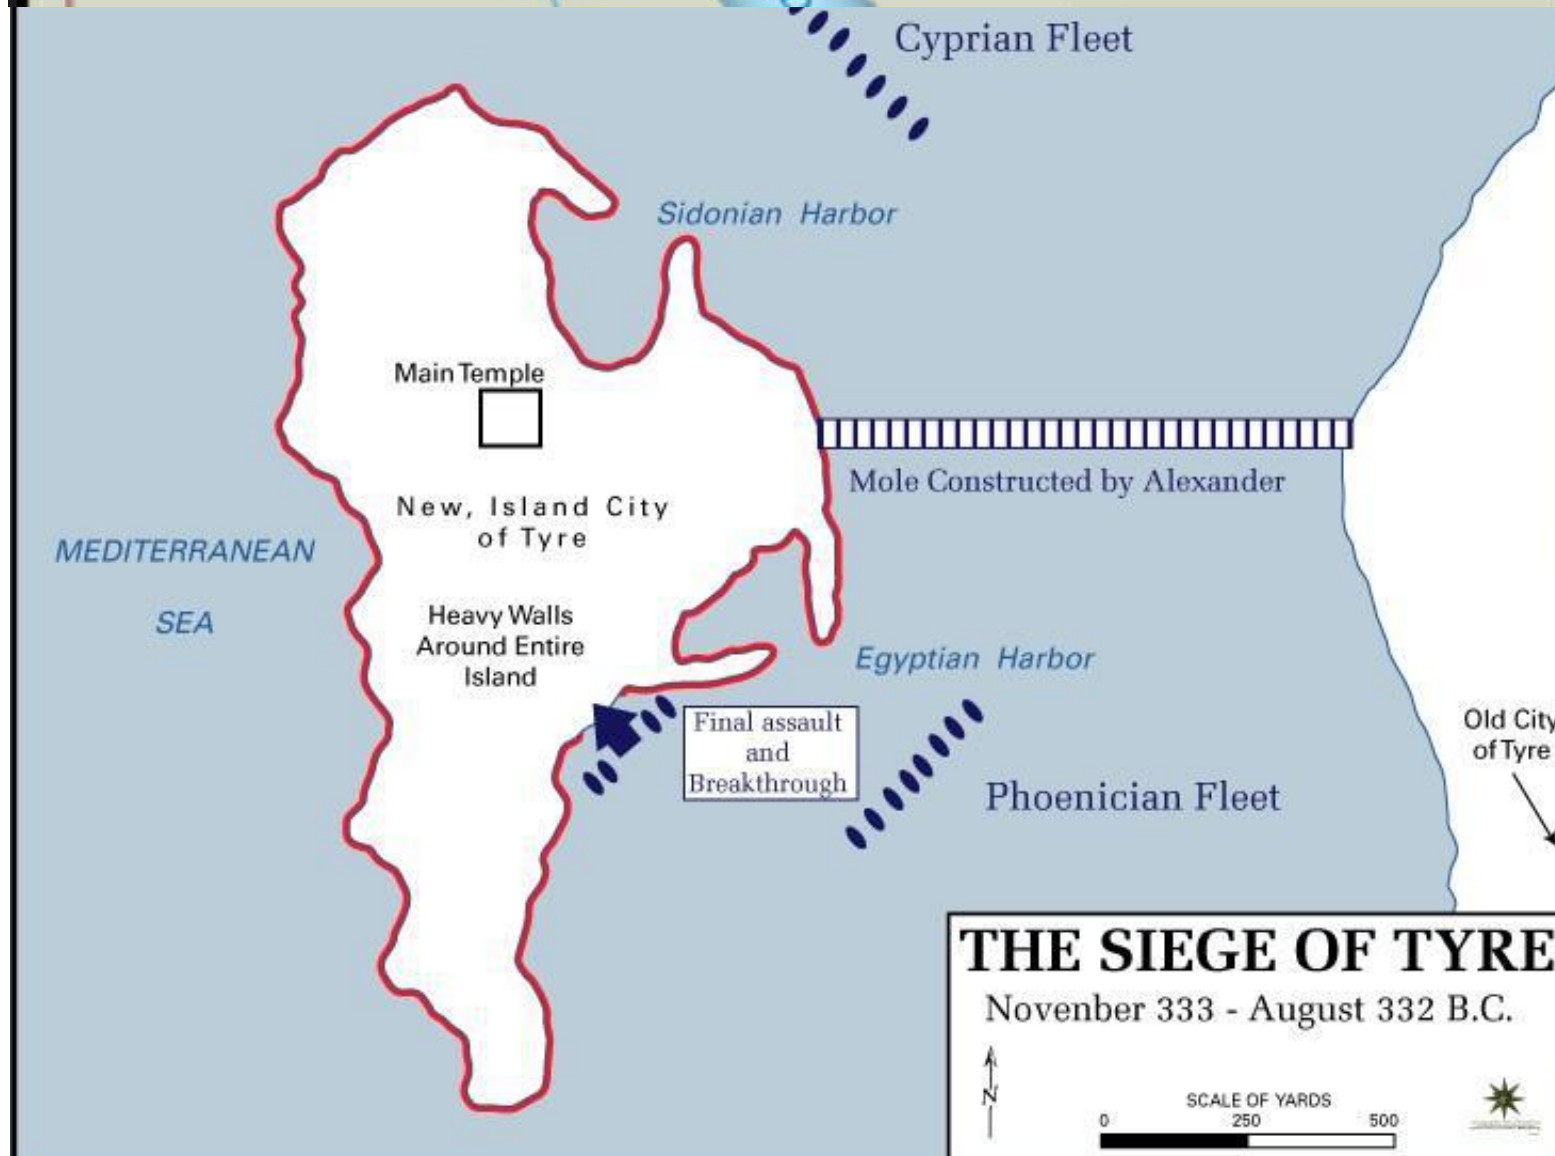 Cyprian Fleet
Sidonian Harbor
Main Temple
Mole Constructed by Alexander
New, Island City
of Tyre
MEDITERRANEAN
SEA
Heavy Walls
Around Entire
Island
Egyptian Harbor
Final assault
and
Breakthrough
Phoenician Fleet
Old City
of Tyre
THE SIEGE OF TYRE
Novenber 333 - August 332 B.C.
N
SCALE OF YARDS
0 250 500